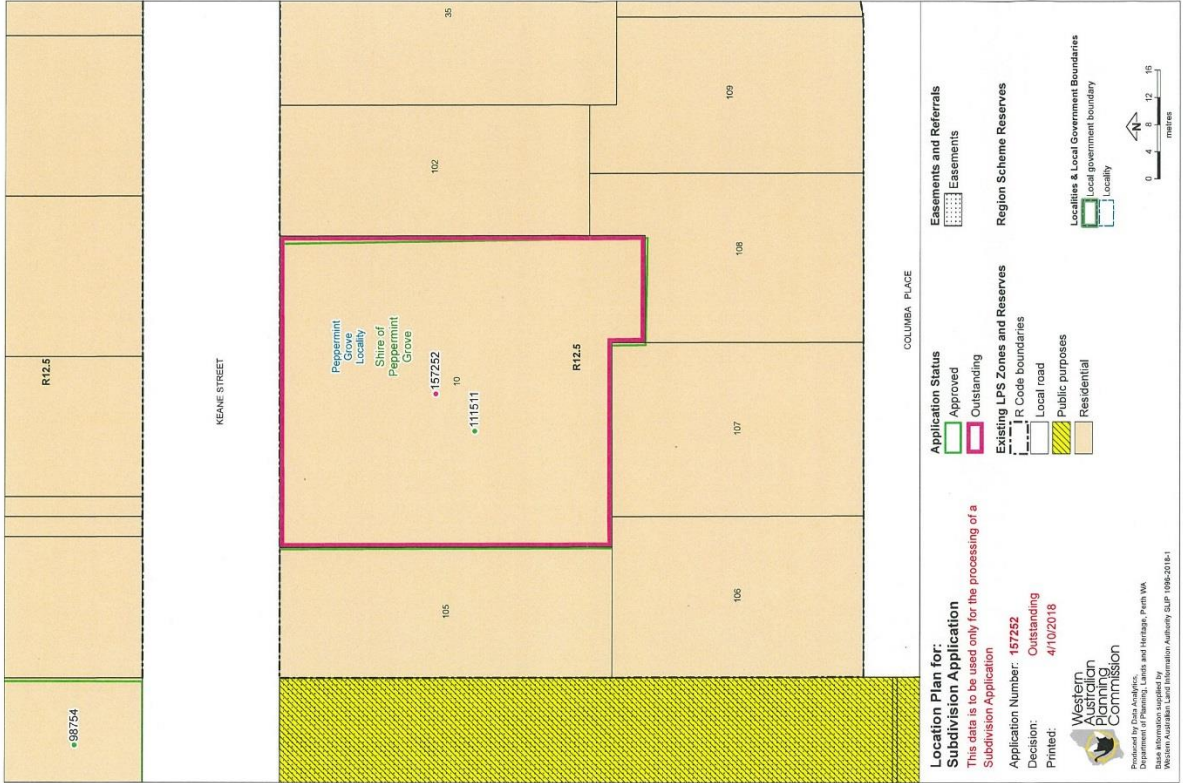 R12.5
KEANE STREET
98754
35
102
109
Peppermint
Grove
Locality
Shire of
Peppermint
Grove
157252
10
111511
R12.5
108
105
107
106
COLUMBA PLACE
Location Plan for:
Subdivision Application
This data is to be used only for the processing of a
Subdivision Application
Application Number: 157252
Decision: Outstanding
Printed: 4/10/2018
Western
Australian
Planning
Commission
Produced by Data Analytics,
Department of Planning, Lands and Heritage, Perth WA
Base information supplied by
Western Australian Land Information Authority SLIP 1096-2018-1
Application Status
Approved
Outstanding
Existing LPS Zones and Reserves
R Code boundaries
Local road
Public purposes
Residential
Easements and Referrals
Easements
Region Scheme Reserves
Localities & Local Government Boundaries
Local government boundary
Locality
N
0 4 8 12 16
metres